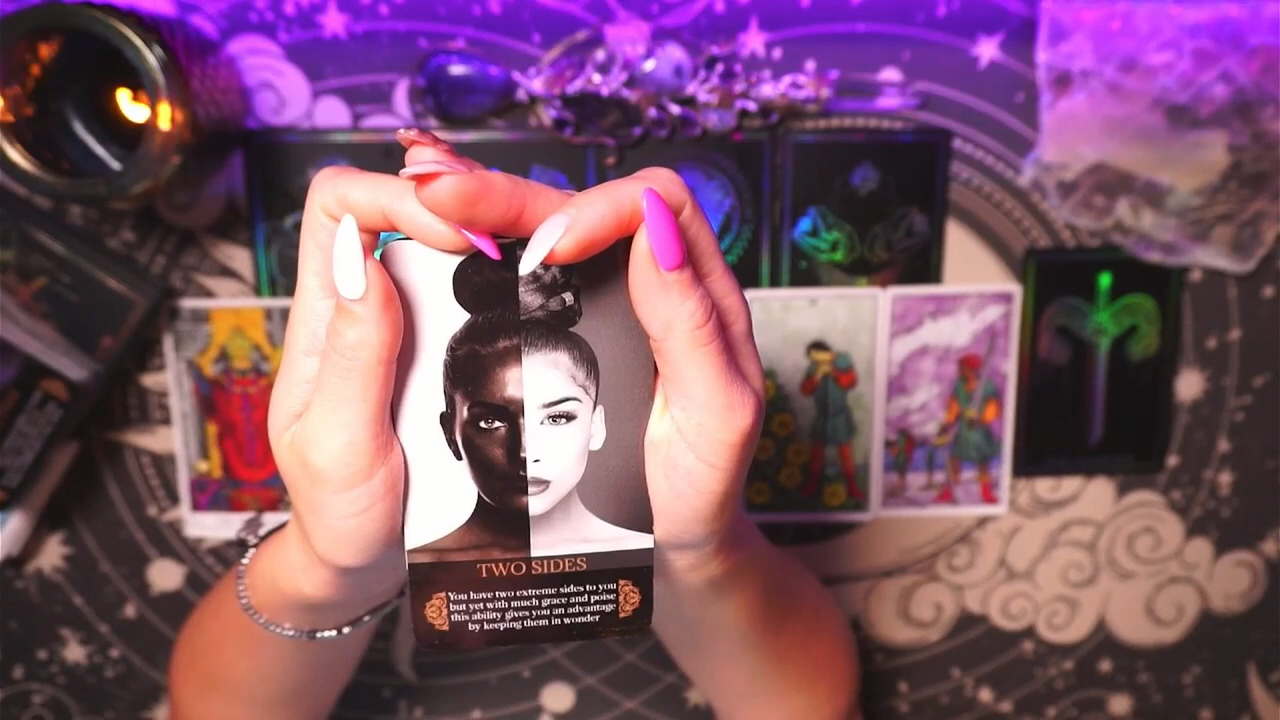 TWO SIDES
You have two extreme sides to you
but yet with much grace and poise
this ability gives you an advantage
by keeping them in wonder